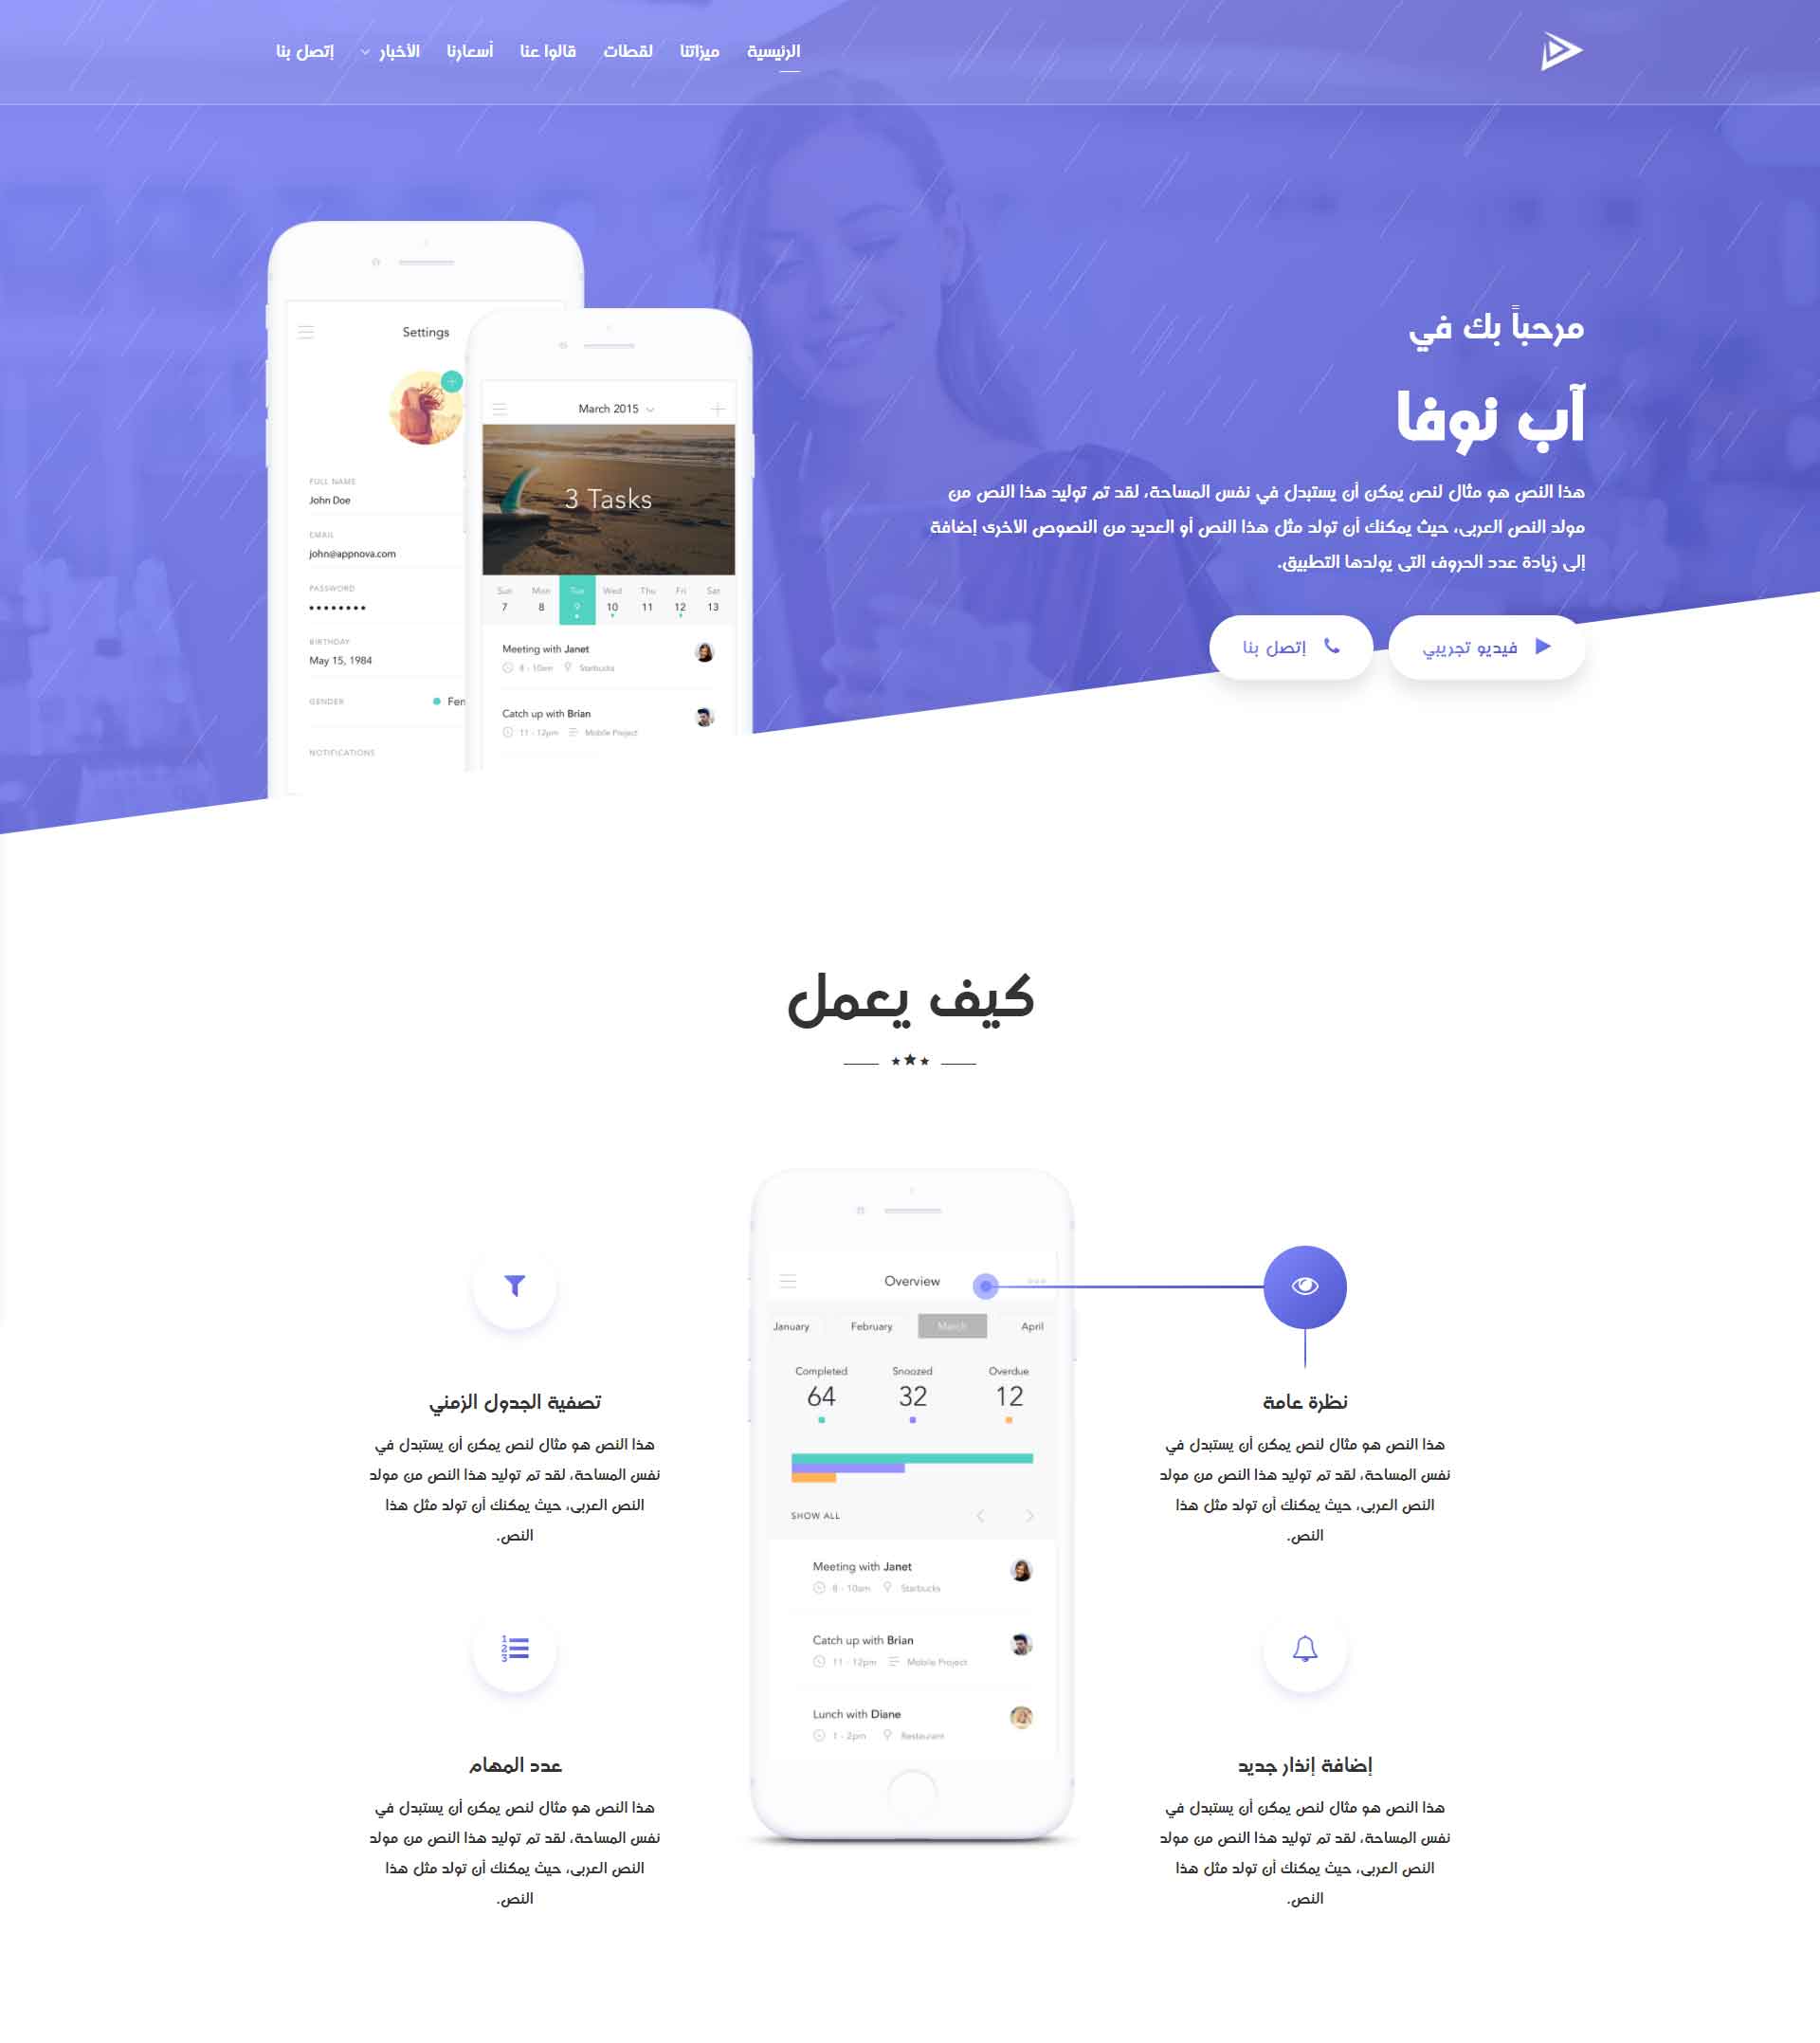 الرئيسية
ميزاتنا
لقطات
قالوا عنا
أسعارنا
الأخبار
إتصل بنا
مرحباً بك في
آب نوفا
هذا النص هو مثال لنص يمكن أن يستبدل في نفس المساحة، لقد تم توليد هذا النص من
مولد النص العربى، حيث يمكنك أن تولد مثل هذا النص أو العديد من النصوص الاخرى إضافة
إلى زيادة عدد الحروف التى يولدها التطبيق.
فيديو تجريبي
إتصل بنا
Settings
FULL NAME
John Doe
EMAIL
john@appnova.com
PASSWORD
BIRTHDAY
May 15, 1984
GENDER
Fem
NOTIFICATIONS
March 2015
3 Tasks
Sun Mon Tue Wed Thu Fri Sat
7 8 9 10 11 12 13
Meeting with Janet
8 - 10am Starbucks
Catch up with Brian
11 - 12pm Mobile Project
كيف يعمل
نظرة عامة
هذا النص هو مثال لنص يمكن أن يستبدل في
نفس المساحة، لقد تم توليد هذا النص من مولد
النص العربى، حيث يمكنك أن تولد مثل هذا
النص.
إضافة إنذار جديد
هذا النص هو مثال لنص يمكن أن يستبدل في
نفس المساحة، لقد تم توليد هذا النص من مولد
النص العربى، حيث يمكنك أن تولد مثل هذا
النص.
Overview
January February March April
Completed Snoozed Overdue
64 32 12
SHOW ALL
Meeting with Janet
8 - 10am Starbucks
Catch up with Brian
11 - 12pm Mobile Project
Lunch with Diane
1 - 2pm Restaurant
تصفية الجدول الزمني
هذا النص هو مثال لنص يمكن أن يستبدل في
نفس المساحة، لقد تم توليد هذا النص من مولد
النص العربى، حيث يمكنك أن تولد مثل هذا
النص.
1
2
3
عدد المهام
هذا النص هو مثال لنص يمكن أن يستبدل في
نفس المساحة، لقد تم توليد هذا النص من مولد
النص العربى، حيث يمكنك أن تولد مثل هذا
النص.